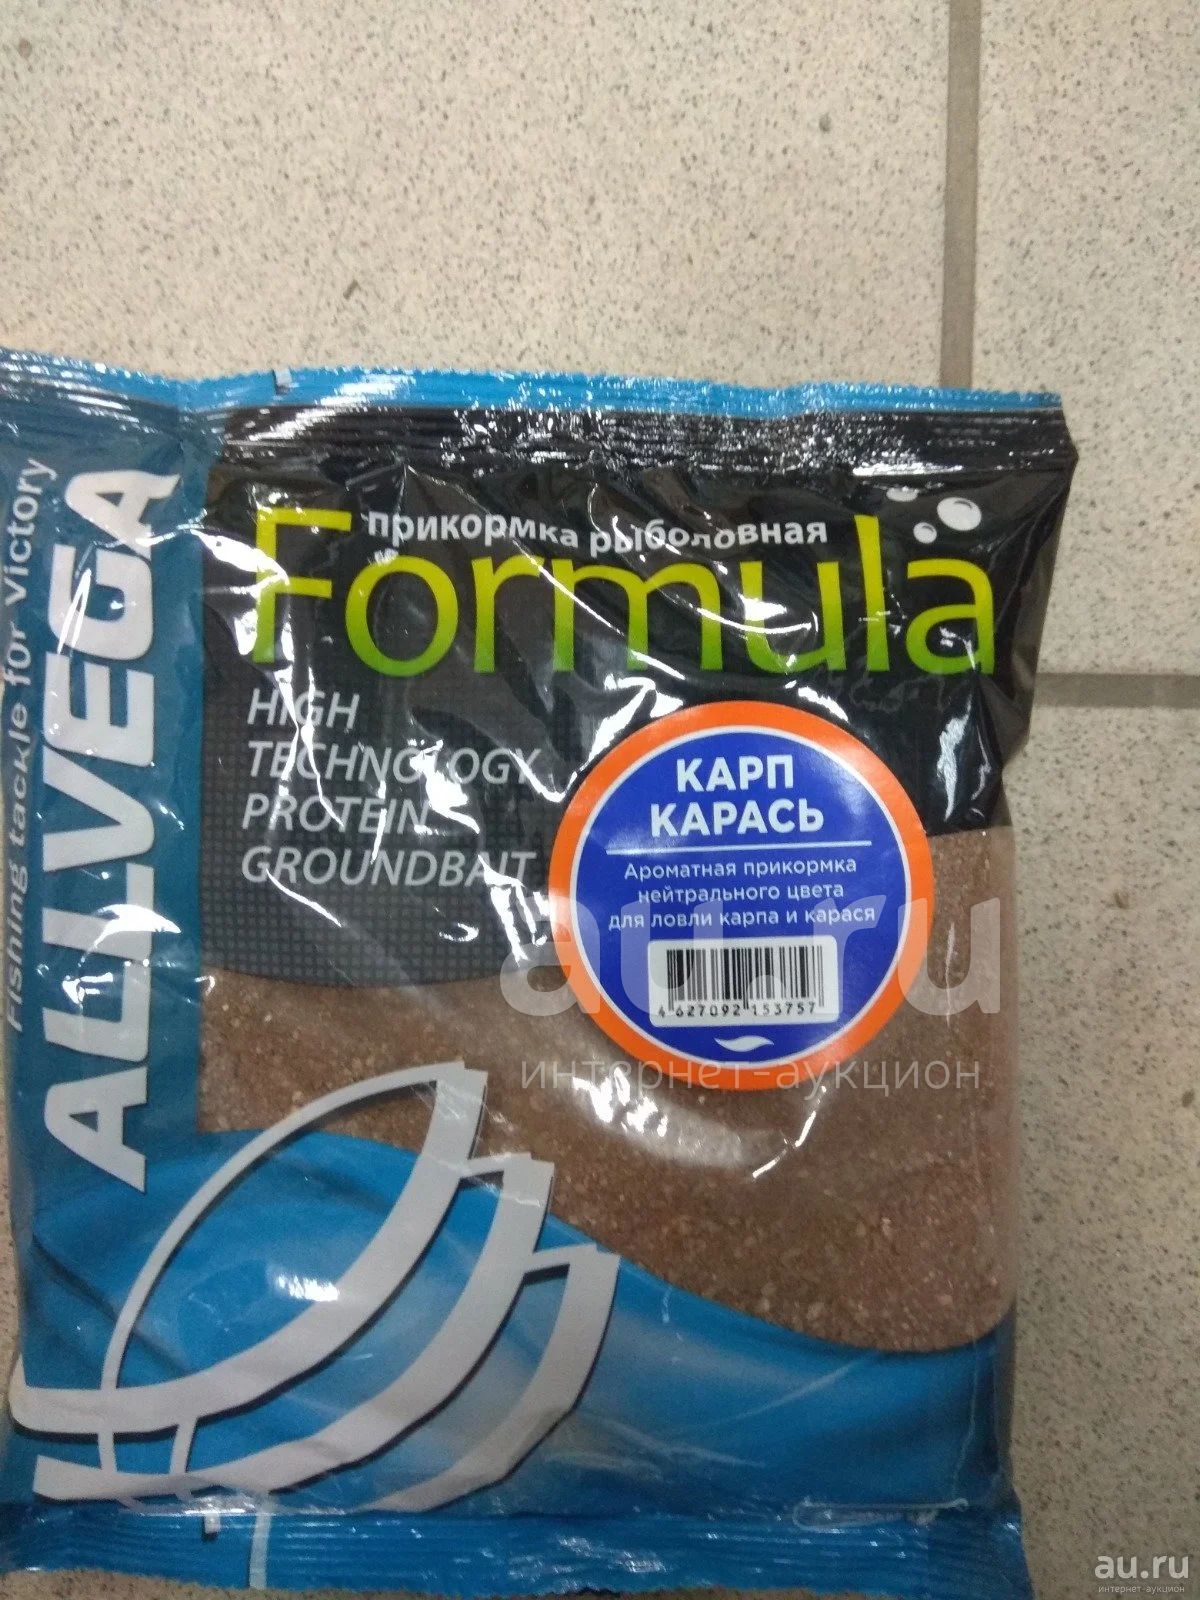 прикормка рыболовная
Formula
HIGH
TECHNOLOGY
PROTEIN
GROUNDBAIT
ALLVEGA
Fishing tackle for Victory
КАРП
КАРАСЬ
Ароматная прикормка
нейтрального цвета
для ловли карпа и карася
4 627092 153757
au.ru
интернет-аукцион
au.ru
интернет-аукцион